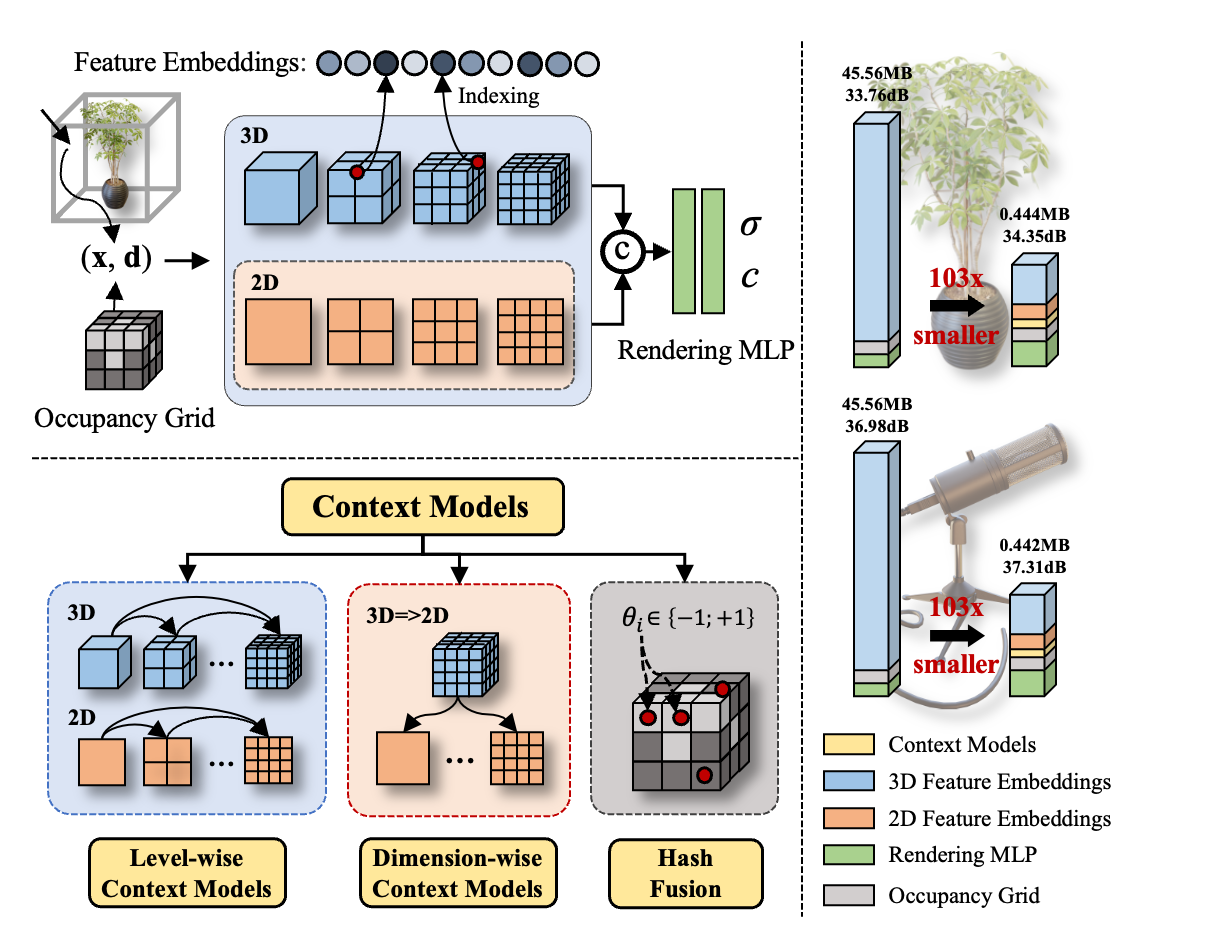 Feature Embeddings:
Indexing
3D
(x, d)
2D
C
σ
c
Rendering MLP
Occupancy Grid
Context Models
3D
2D
3D=>2D
θi ∈ {−1; +1}
Level-wise
Context Models
Dimension-wise
Context Models
Hash
Fusion
45.56MB
33.76dB
0.444MB
34.35dB
103x
smaller
45.56MB
36.98dB
0.442MB
37.31dB
103x
smaller
Context Models
3D Feature Embeddings
2D Feature Embeddings
Rendering MLP
Occupancy Grid